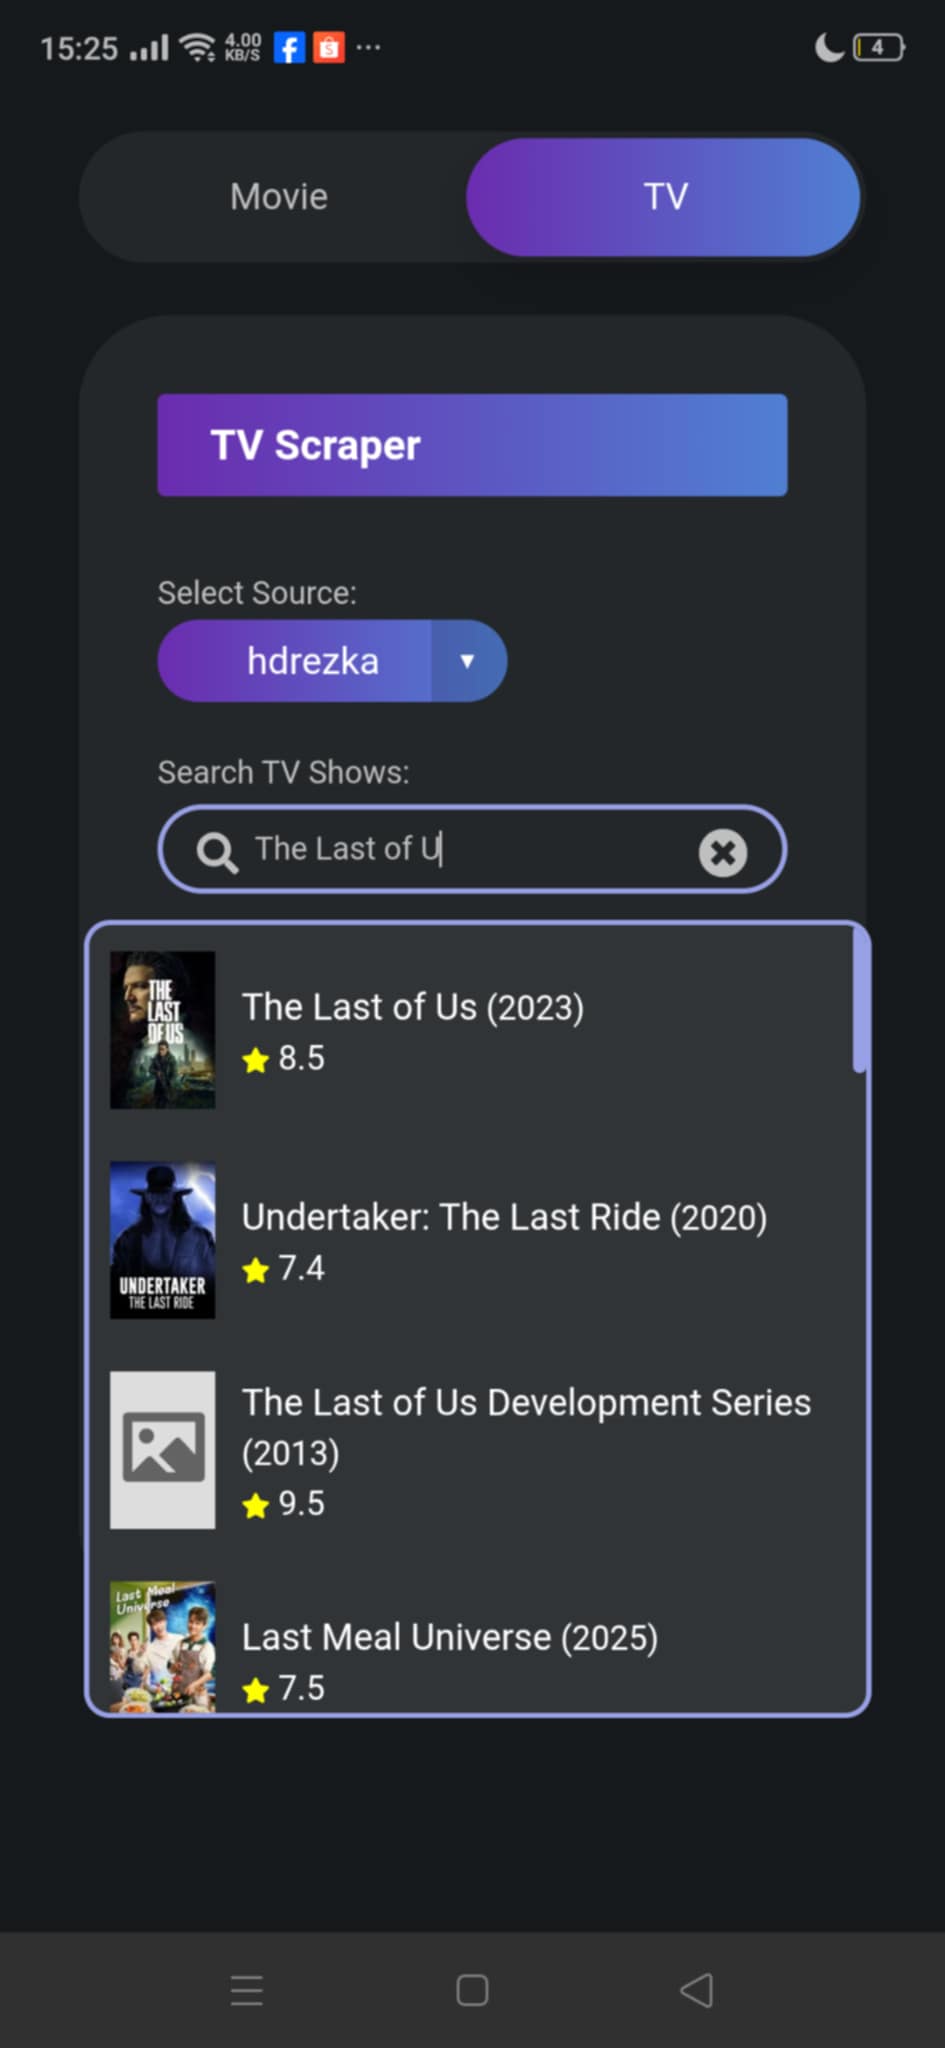 15:25 4.00 KB/S 4
Movie TV
TV Scraper
Select Source:
hdrezka
Search TV Shows:
The Last of U
THE
LAST
OF US
The Last of Us (2023)
8.5
UNDERTAKER
THE LAST RIDE
Undertaker: The Last Ride (2020)
7.4
The Last of Us Development Series
(2013)
9.5
Last Meal
Universe
Last Meal Universe (2025)
7.5